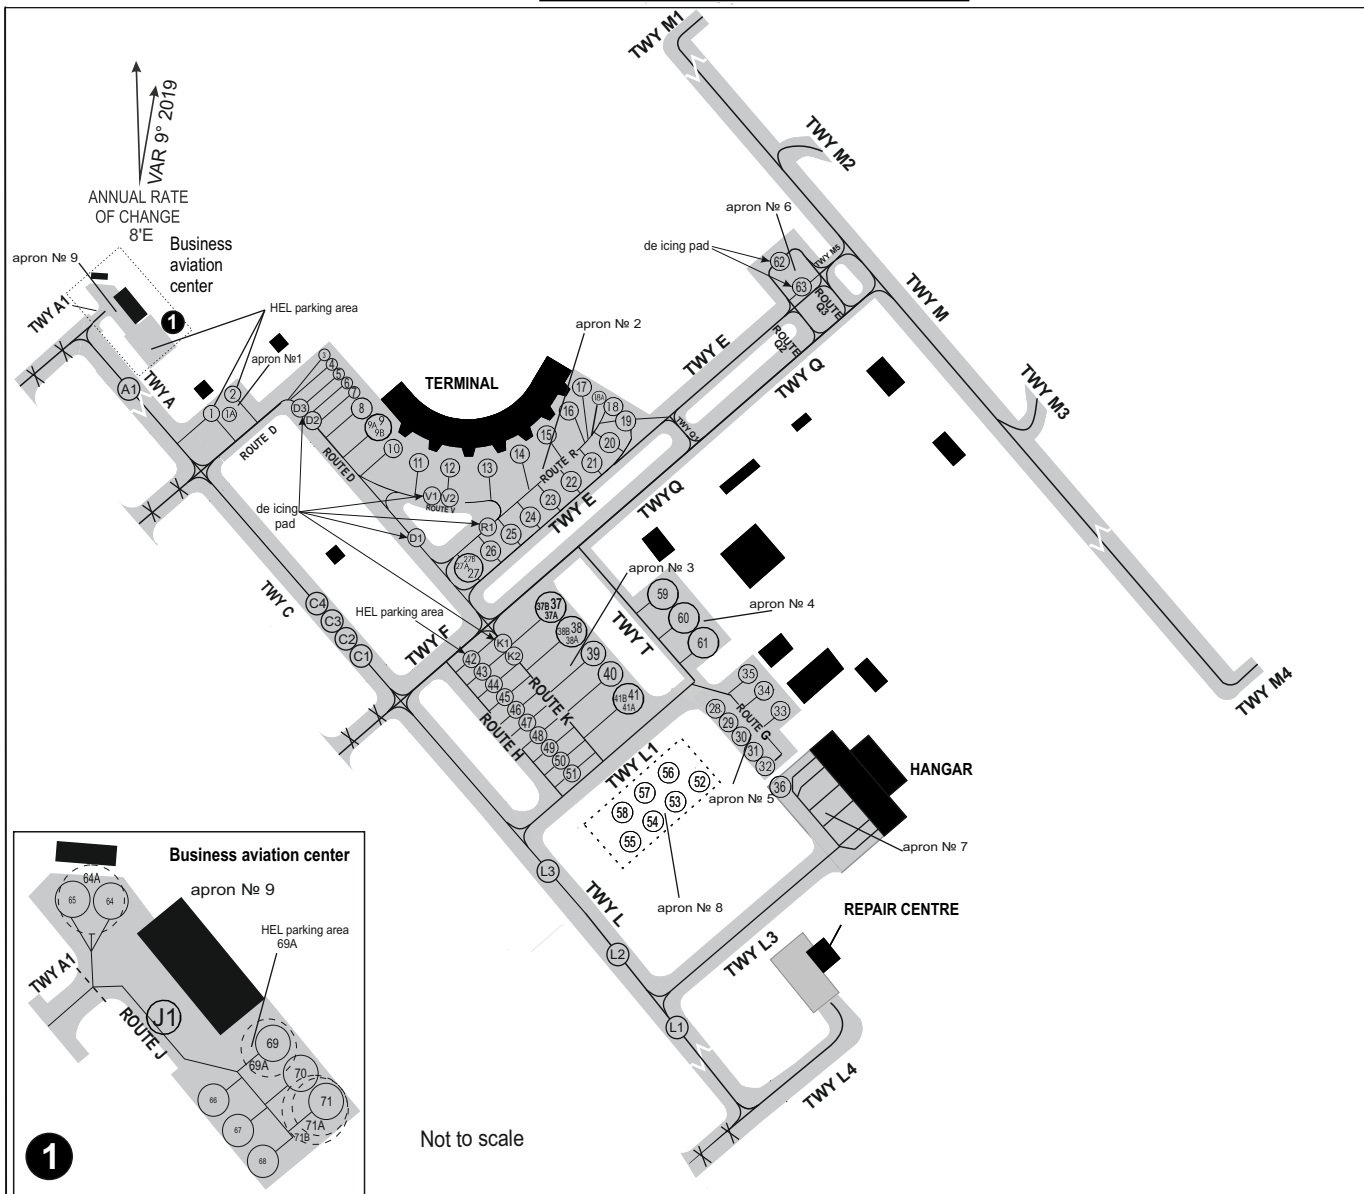 TWY M1
VAR 9° 2019
ANNUAL RATE
OF CHANGE
8'E
TWY M2
apron № 6
de icing pad
62
63
TWY M5
ROUTE
Q3
ROUTE
Q2
TWY M
Business
aviation
center
apron № 9
TWY A1
1
HEL parking area
apron №1
A1
TWY A
1
1A
2
ROUTE D
apron № 2
TERMINAL
TWY E
TWY Q
TWY M3
3
4
5
6
7
8
9
9A
9B
10
11
12
13
14
15
16
17
18A
18
19
20
21
22
23
24
25
26
27B
27A
27
D3
D2
ROUTE D
V1
V2
ROUTE V
R1
ROUTE R
TWY Q1
TWY E
TWYQ
de icing
pad
D1
TWY C
C4
C3
C2
C1
HEL parking area
TWY F
apron № 3
apron № 4
K1
K2
37B
37
37A
38B
38
38A
39
40
41B
41
41A
42
43
44
45
46
47
48
49
50
51
ROUTE K
ROUTE H
TWY T
59
60
61
35
34
33
28
29
30
31
32
ROUTE G
TWY M4
TWY L1
56
52
57
53
58
54
55
apron № 5
36
HANGAR
apron № 7
apron № 8
L3
TWY L
L2
TWY L3
REPAIR CENTRE
L1
TWY L4
Business aviation center
apron № 9
64A
65
64
HEL parking area
69A
TWY A1
J1
ROUTE J
69
69A
70
71
71A
71B
66
67
68
1
Not to scale